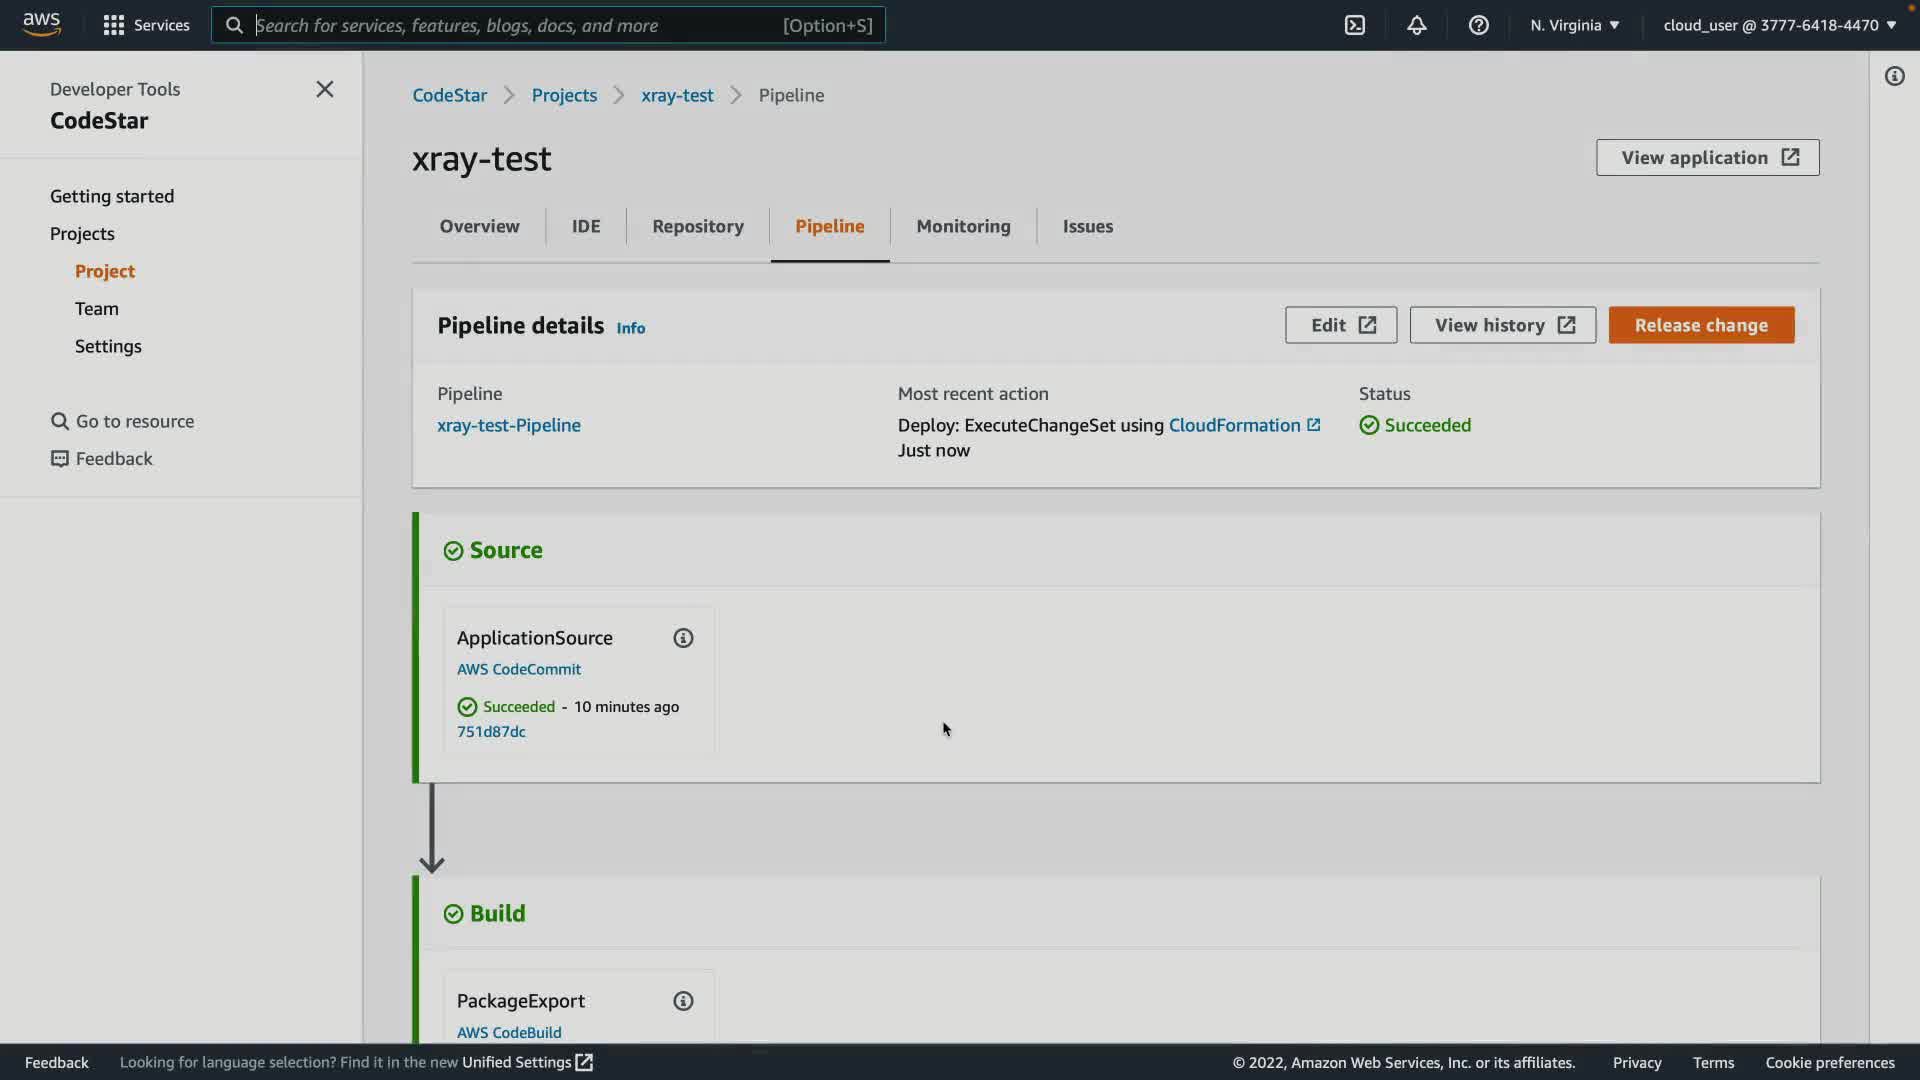 aws
Services
Search for services, features, blogs, docs, and more
[Option+S]
N. Virginia
cloud_user @ 3777-6418-4470
Developer Tools
CodeStar
Getting started
Projects
Project
Team
Settings
Go to resource
Feedback
CodeStar
Projects
xray-test
Pipeline
xray-test
View application
Overview
IDE
Repository
Pipeline
Monitoring
Issues
Pipeline details Info
Edit
View history
Release change
Pipeline
xray-test-Pipeline
Most recent action
Deploy: ExecuteChangeSet using CloudFormation
Just now
Status
Succeeded
Source
ApplicationSource
AWS CodeCommit
Succeeded - 10 minutes ago
751d87dc
Build
PackageExport
AWS CodeBuild
Feedback
Looking for language selection? Find it in the new Unified Settings
© 2022, Amazon Web Services, Inc. or its affiliates.
Privacy
Terms
Cookie preferences